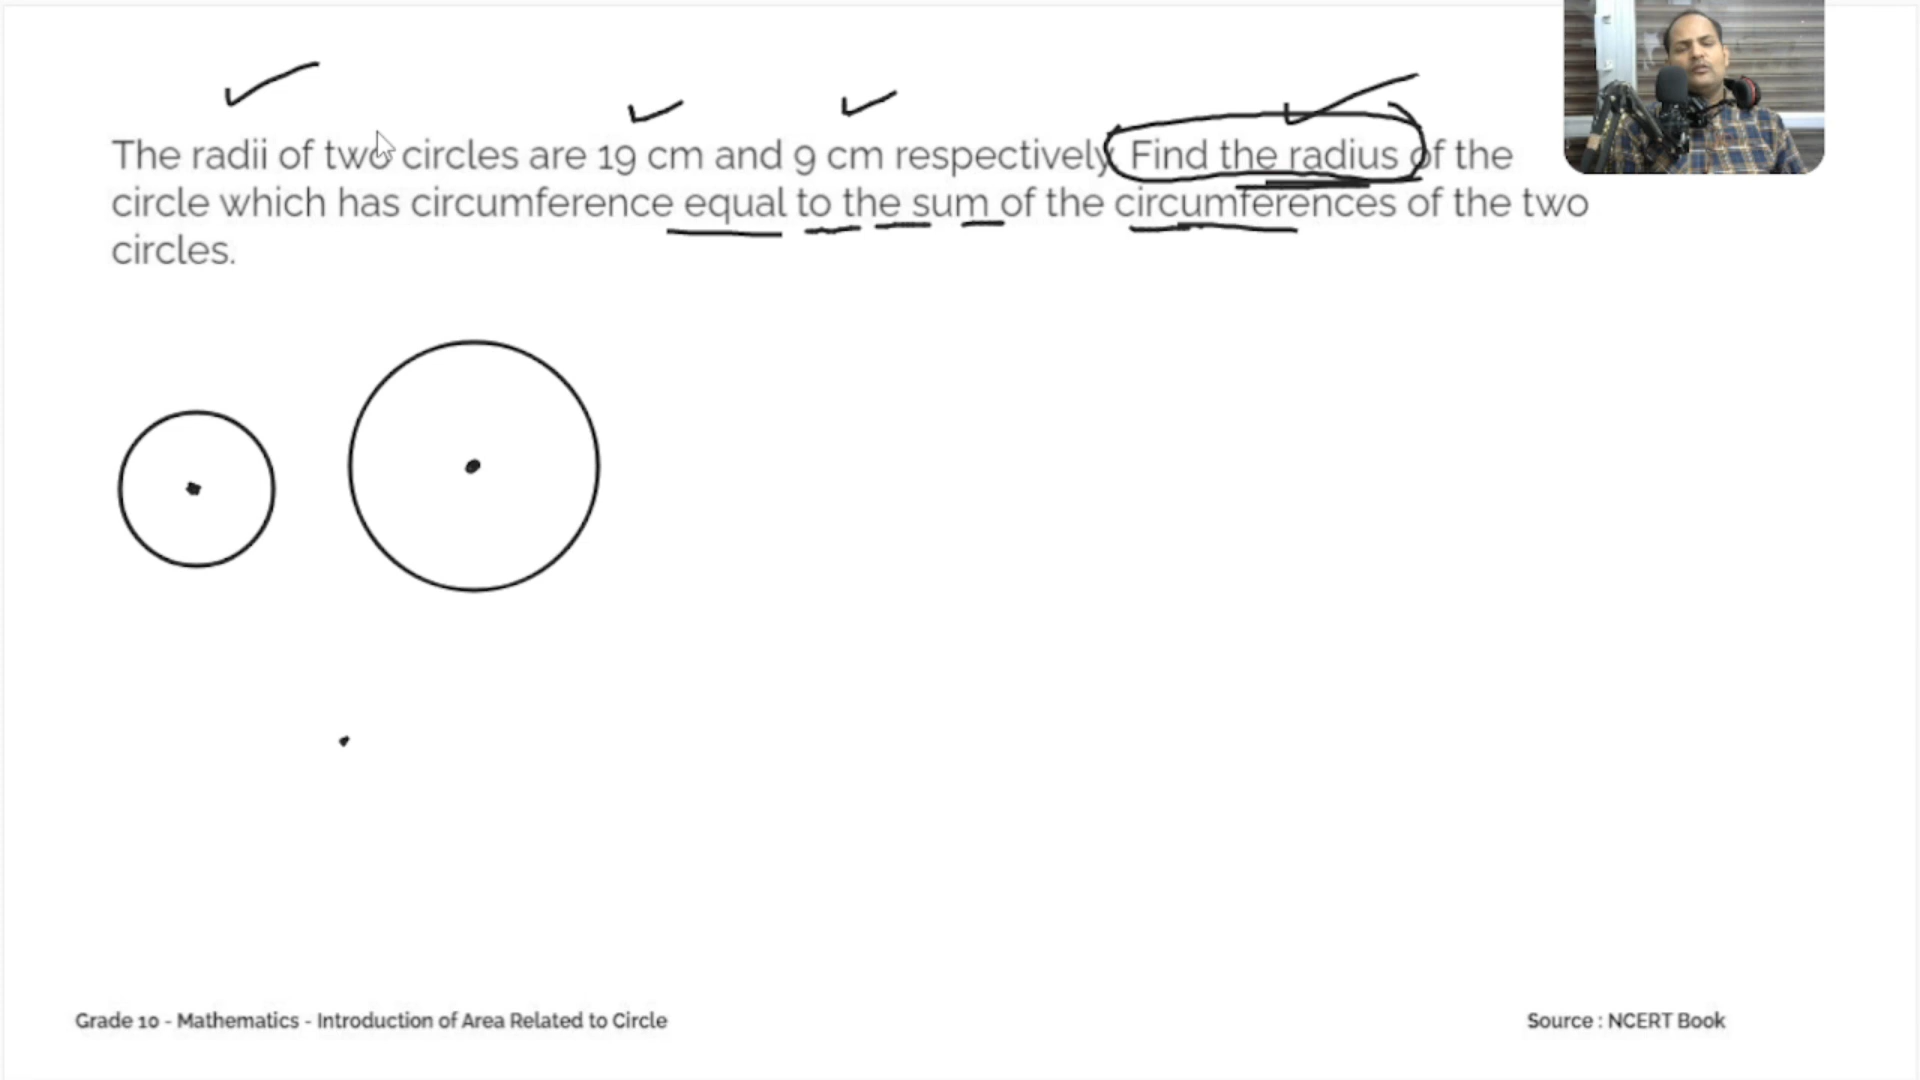 The radii of two circles are 19 cm and 9 cm respectively. Find the radius of the
circle which has circumference equal to the sum of the circumferences of the two
circles.
Grade 10 - Mathematics - Introduction of Area Related to Circle
Source : NCERT Book